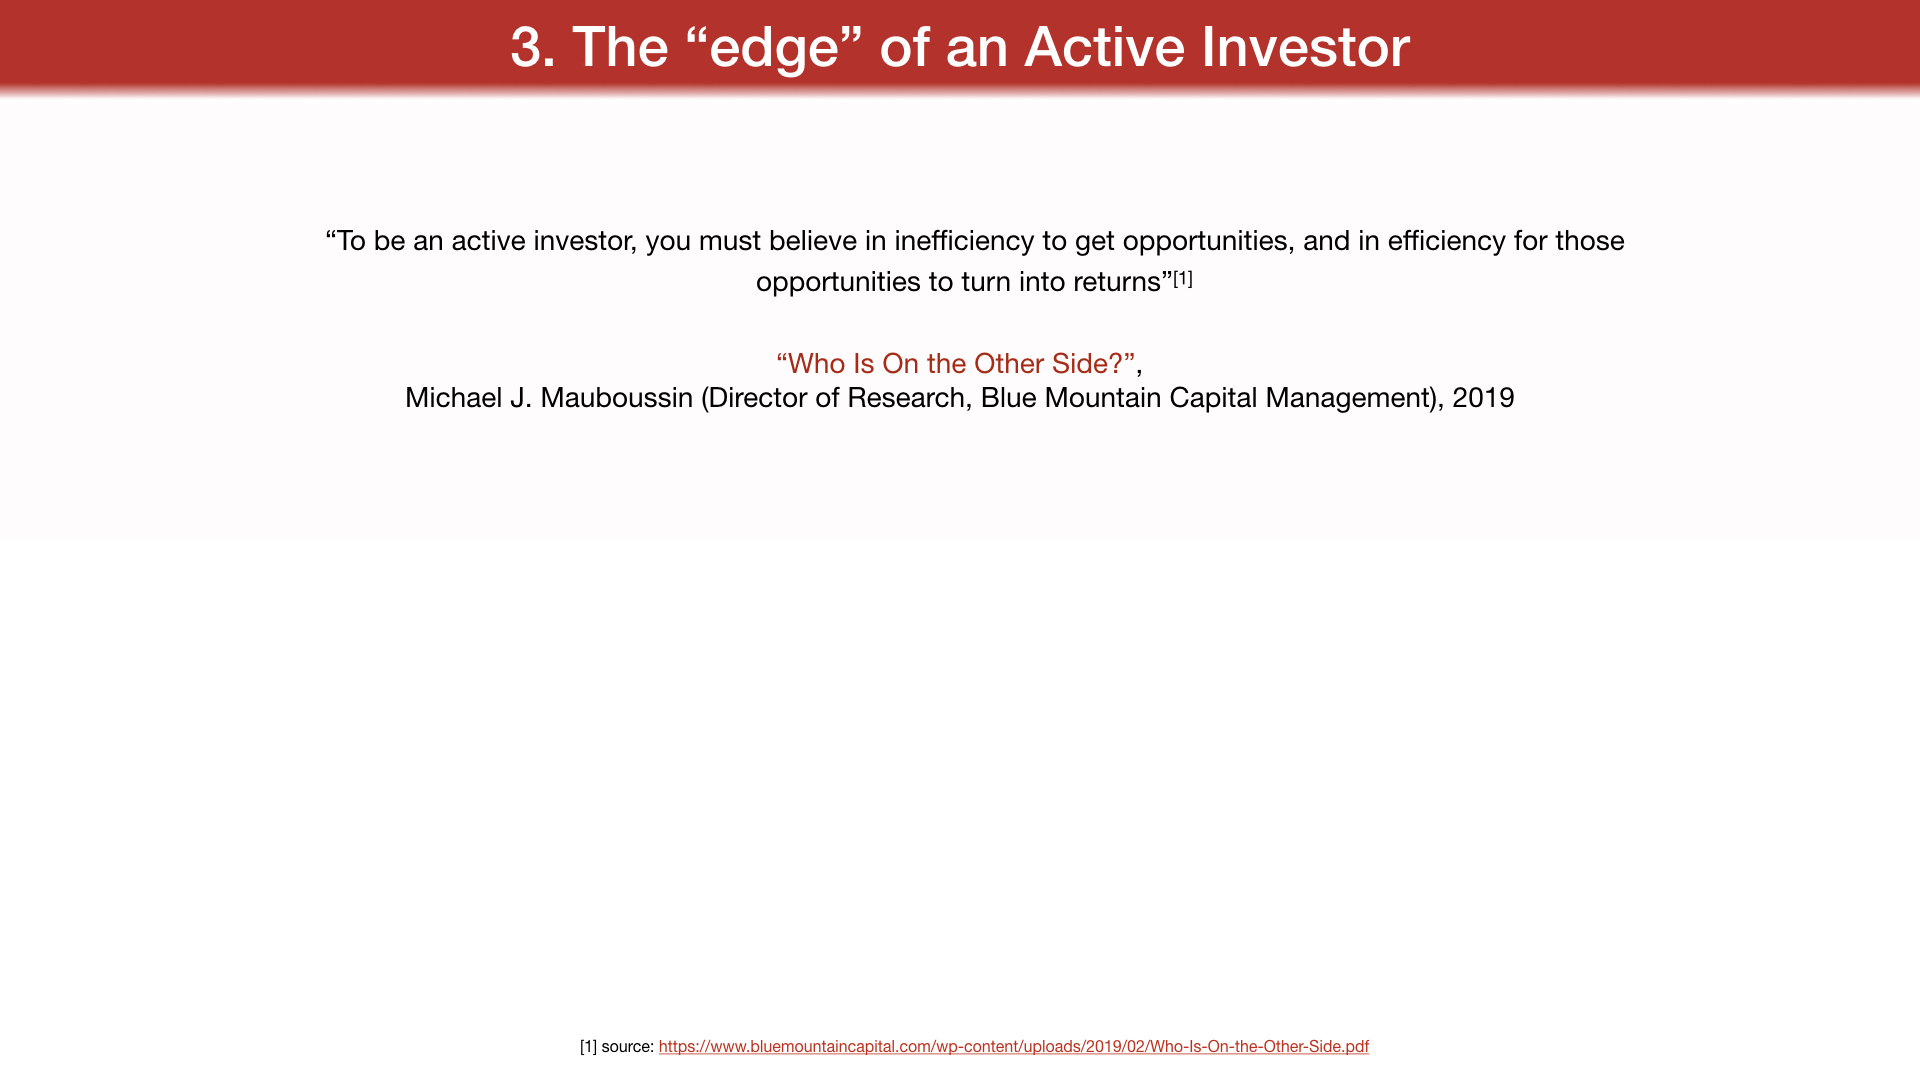 3. The “edge” of an Active Investor
“To be an active investor, you must believe in inefficiency to get opportunities, and in efficiency for those
opportunities to turn into returns”[1]
“Who Is On the Other Side?”,
Michael J. Mauboussin (Director of Research, Blue Mountain Capital Management), 2019
[1] source: https://www.bluemountaincapital.com/wp-content/uploads/2019/02/Who-Is-On-the-Other-Side.pdf